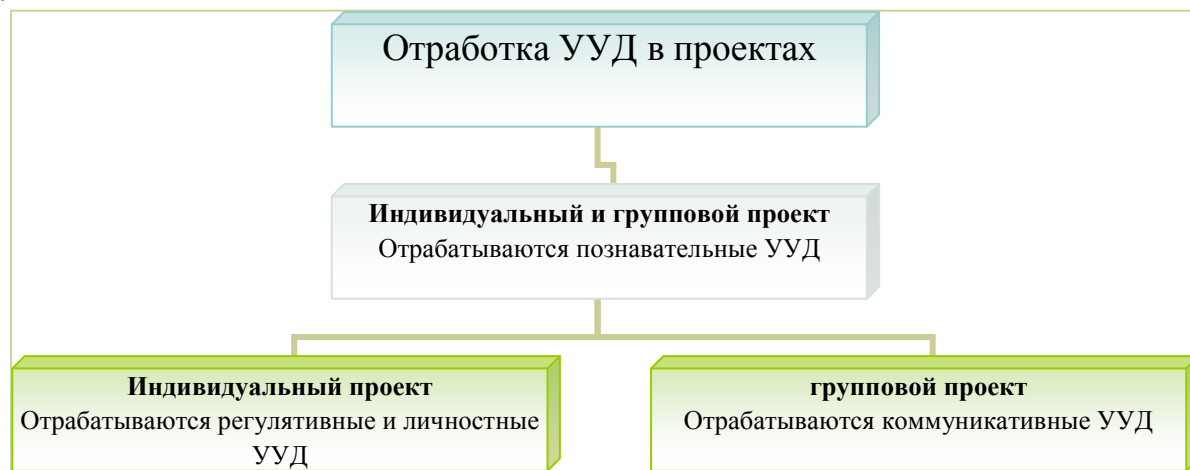 Отработка УУД в проектах
Индивидуальный и групповой проект
Отрабатываются познавательные УУД
Индивидуальный проект
Отрабатываются регулятивные и личностные
УУД
групповой проект
Отрабатываются коммуникативные УУД